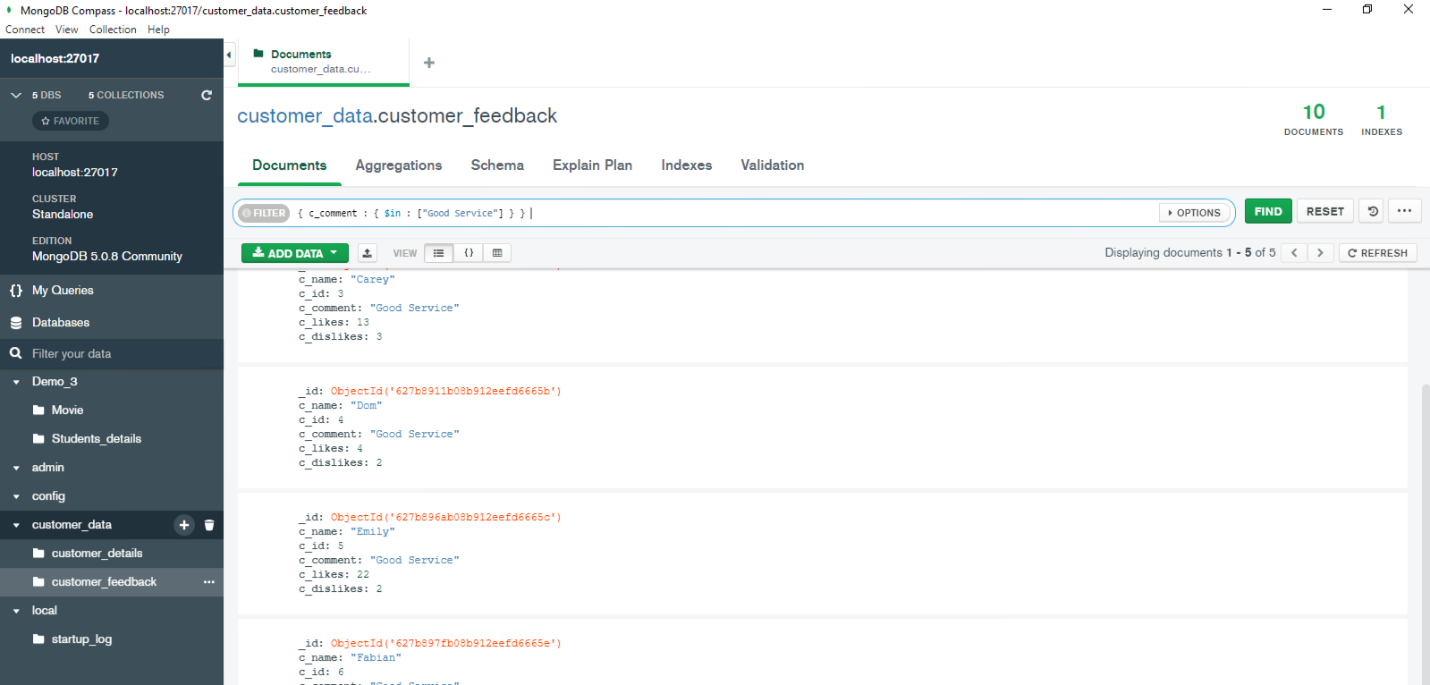 MongoDB Compass - localhost:27017/customer_data.customer_feedback
Connect View Collection Help
localhost:27017
5 DBS 5 COLLECTIONS
FAVORITE
HOST
localhost:27017
CLUSTER
Standalone
EDITION
MongoDB 5.0.8 Community
{} My Queries
Databases
Filter your data
Demo_3
Movie
Students_details
admin
config
customer_data
customer_details
customer_feedback
local
startup_log
Documents
customer_data.cu...
customer_data.customer_feedback
10
DOCUMENTS
1
INDEXES
Documents Aggregations Schema Explain Plan Indexes Validation
FILTER { c_comment : { $in : ["Good Service"] } } OPTIONS FIND RESET
ADD DATA VIEW {} Displaying documents 1 - 5 of 5 REFRESH
c_name: "Carey"
c_id: 3
c_comment: "Good Service"
c_likes: 13
c_dislikes: 3
_id: ObjectId('627b8911b08b912eefd6665b')
c_name: "Dom"
c_id: 4
c_comment: "Good Service"
c_likes: 4
c_dislikes: 2
_id: ObjectId('627b896ab08b912eefd6665c')
c_name: "Emily"
c_id: 5
c_comment: "Good Service"
c_likes: 22
c_dislikes: 2
_id: ObjectId('627b897fb08b912eefd6665e')
c_name: "Fabian"
c_id: 6
c_comment: "Good Service"